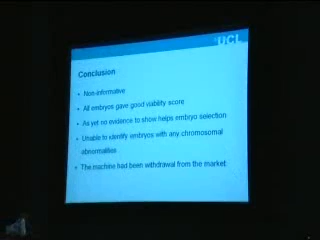 UCL
Conclusion
• Non-informative
• All embryos gave good viability score
• As yet no evidence to show helps embryo selection
• Unable to identify embryos with any chromosomal
abnormalities
• The machine had been withdrawal from the market